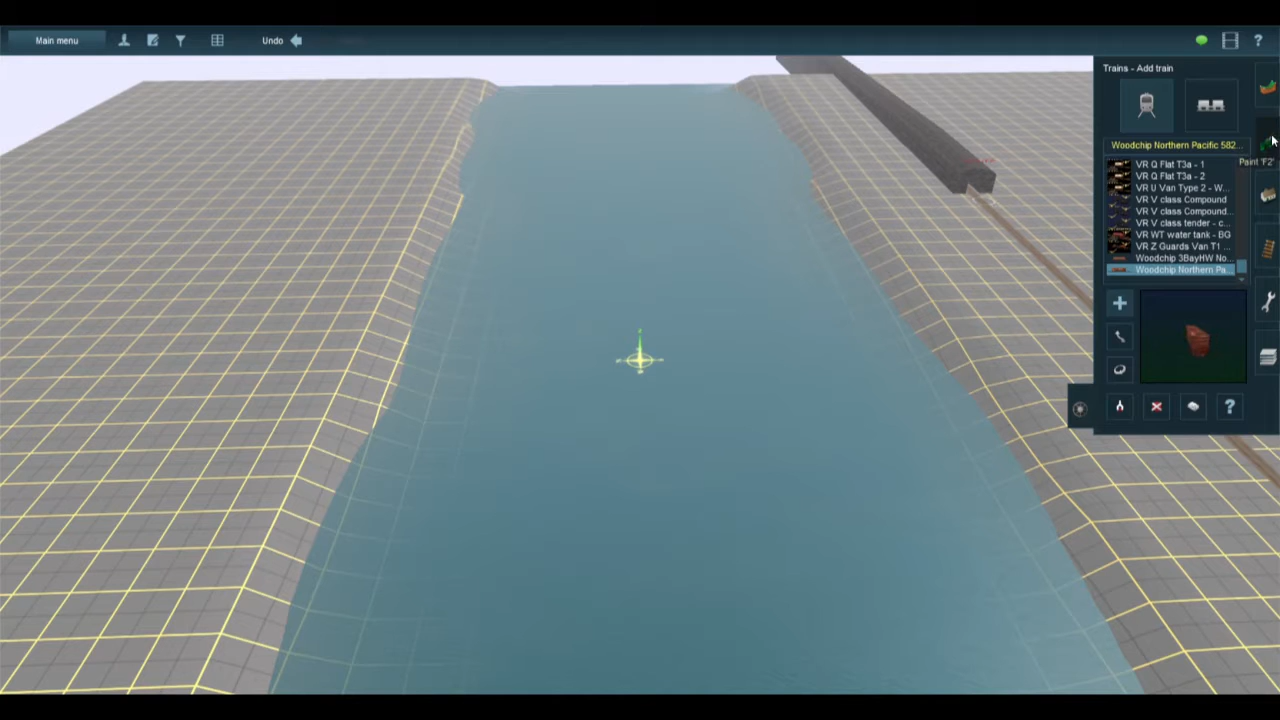 Main menu
Undo
?
Trains - Add train
Woodchip Northern Pacific 582...
Paint 'F2'
VR Q Flat T3a - 1
VR Q Flat T3a - 2
VR U Van Type 2 - W...
VR V class Compound
VR V class Compound...
VR V class tender - c...
VR WT water tank - BG
VR Z Guards Van T1 ...
Woodchip 3BayHW No...
Woodchip Northern Pa...
?